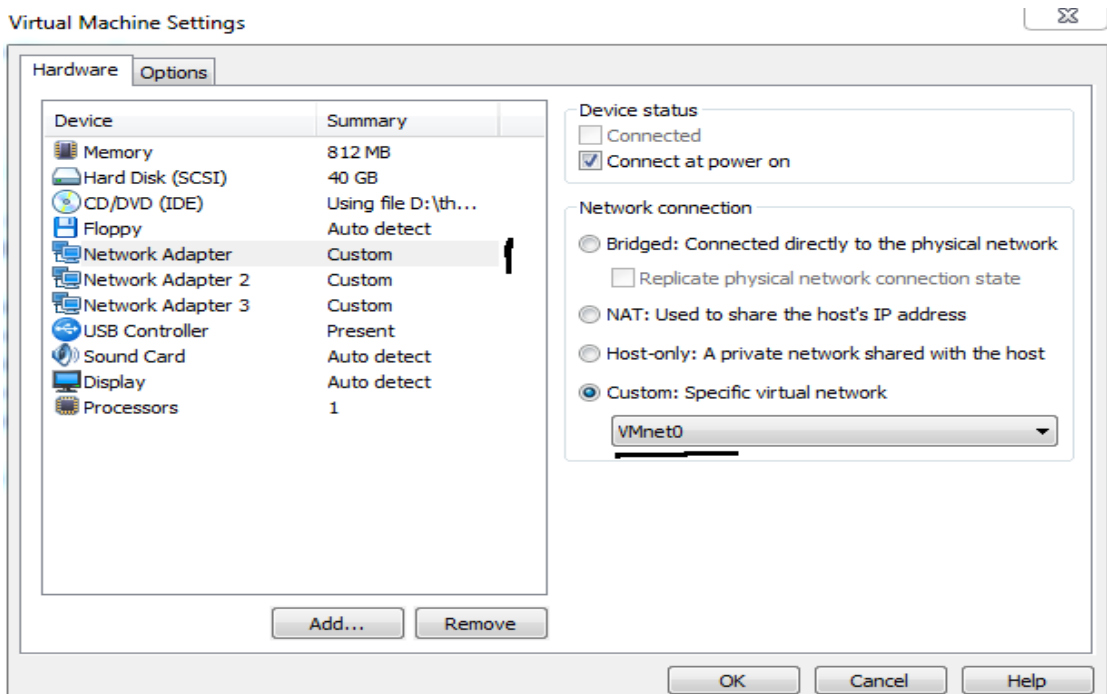 Virtual Machine Settings
Hardware Options
Device Summary
Memory 812 MB
Hard Disk (SCSI) 40 GB
CD/DVD (IDE) Using file D:\th...
Floppy Auto detect
Network Adapter Custom
Network Adapter 2 Custom
Network Adapter 3 Custom
USB Controller Present
Sound Card Auto detect
Display Auto detect
Processors 1
Add... Remove
Device status
Connected
Connect at power on
Network connection
Bridged: Connected directly to the physical network
Replicate physical network connection state
NAT: Used to share the host's IP address
Host-only: A private network shared with the host
Custom: Specific virtual network
VMnet0
OK Cancel Help